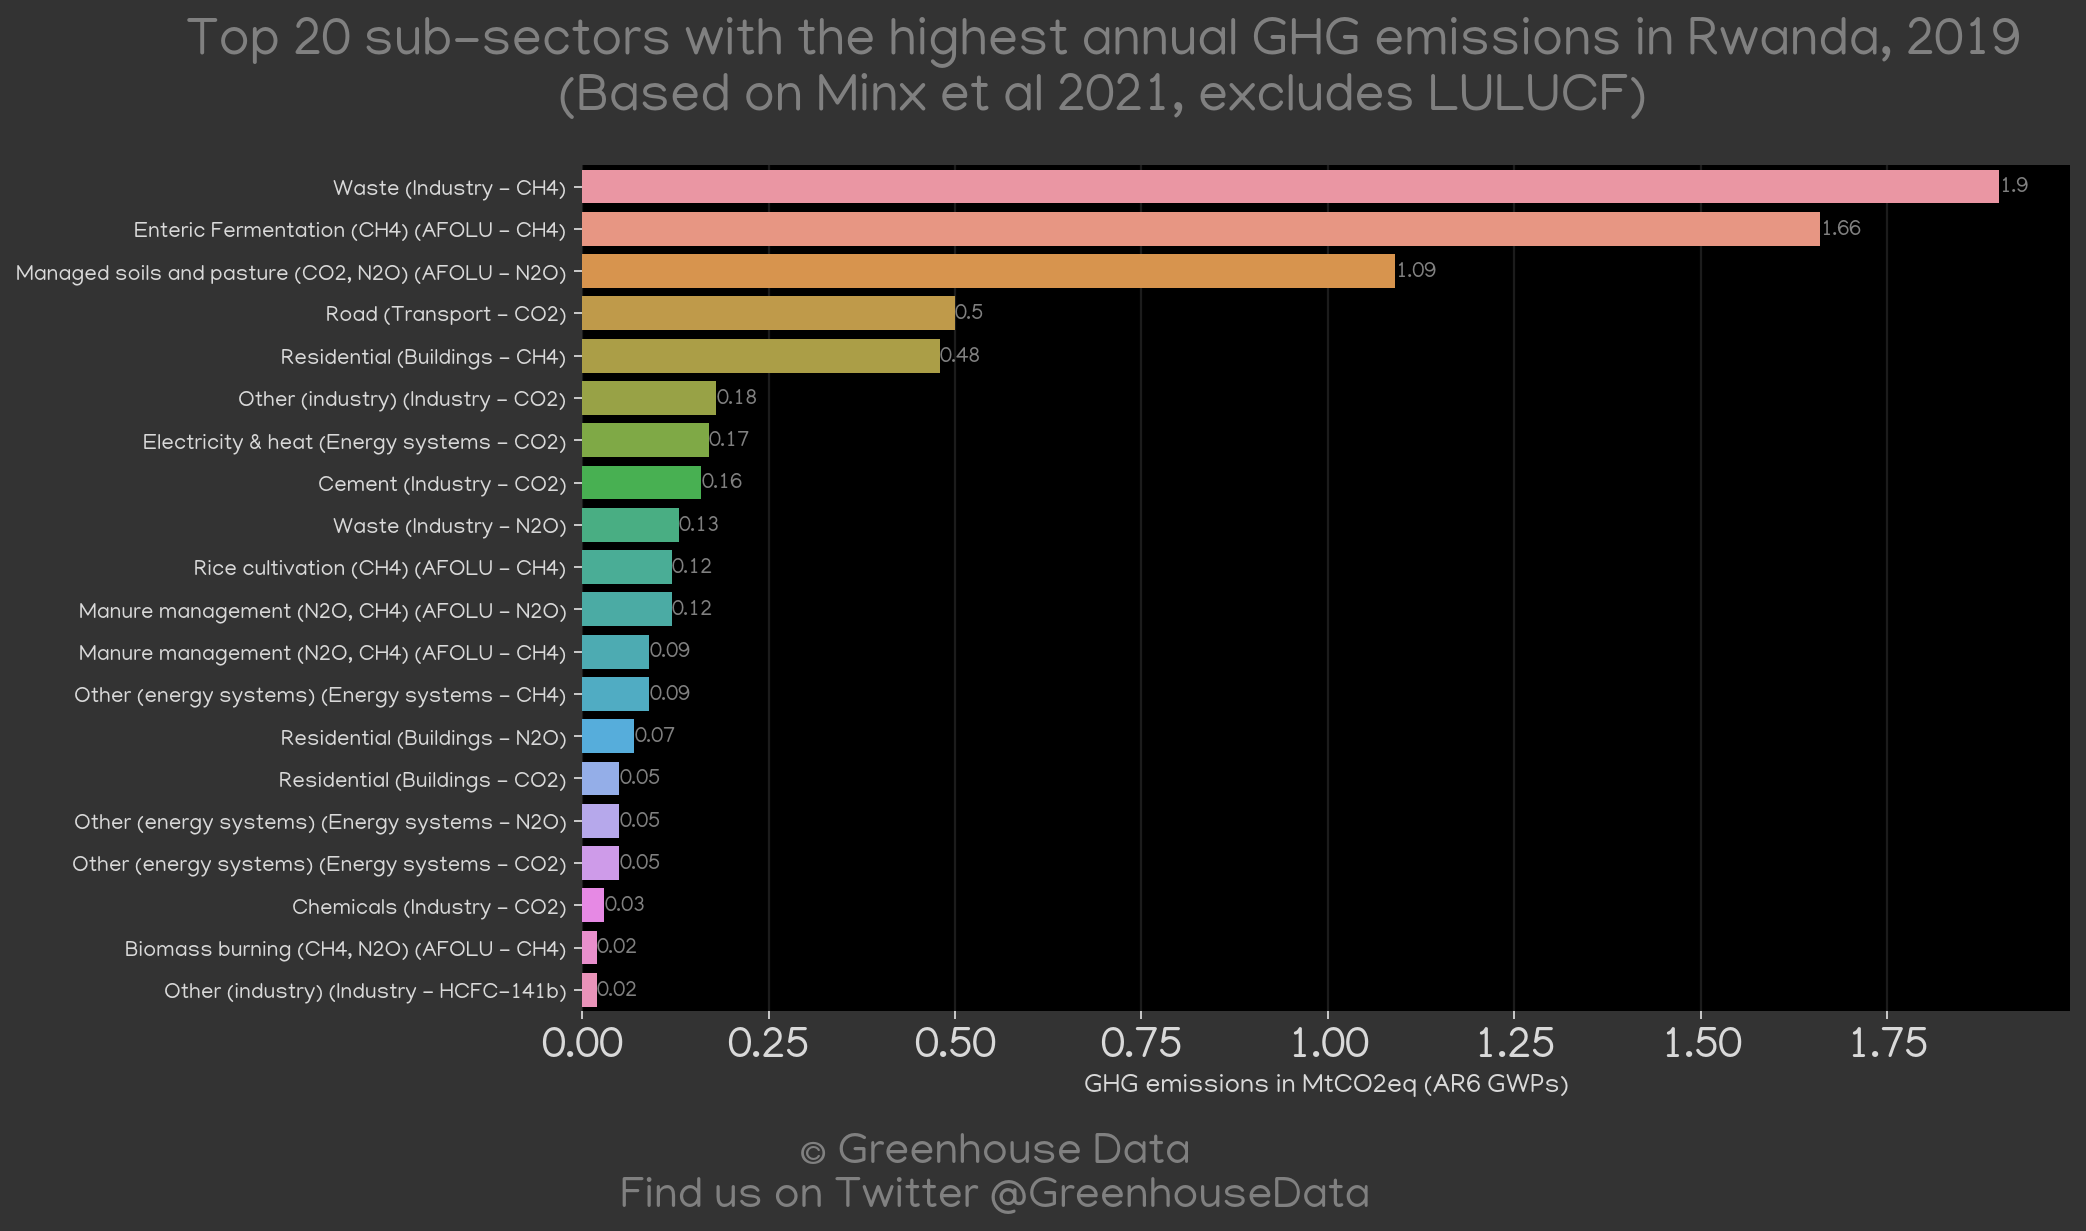 Top 20 sub-sectors with the highest annual GHG emissions in Rwanda, 2019
(Based on Minx et al 2021, excludes LULUCF)
Waste (Industry - CH4) 1.9
Enteric Fermentation (CH4) (AFOLU - CH4) 1.66
Managed soils and pasture (CO2, N2O) (AFOLU - N2O) 1.09
Road (Transport - CO2) 0.5
Residential (Buildings - CH4) 0.48
Other (industry) (Industry - CO2) 0.18
Electricity & heat (Energy systems - CO2) 0.17
Cement (Industry - CO2) 0.16
Waste (Industry - N2O) 0.13
Rice cultivation (CH4) (AFOLU - CH4) 0.12
Manure management (N2O, CH4) (AFOLU - N2O) 0.12
Manure management (N2O, CH4) (AFOLU - CH4) 0.09
Other (energy systems) (Energy systems - CH4) 0.09
Residential (Buildings - N2O) 0.07
Residential (Buildings - CO2) 0.05
Other (energy systems) (Energy systems - N2O) 0.05
Other (energy systems) (Energy systems - CO2) 0.05
Chemicals (Industry - CO2) 0.03
Biomass burning (CH4, N2O) (AFOLU - CH4) 0.02
Other (industry) (Industry - HCFC-141b) 0.02
0.00 0.25 0.50 0.75 1.00 1.25 1.50 1.75
GHG emissions in MtCO2eq (AR6 GWPs)
© Greenhouse Data
Find us on Twitter @GreenhouseData